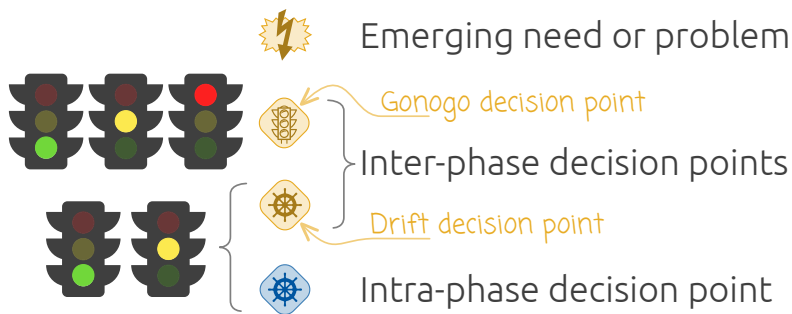 Emerging need or problem
Gonogo decision point
Inter-phase decision points
Drift decision point
Intra-phase decision point